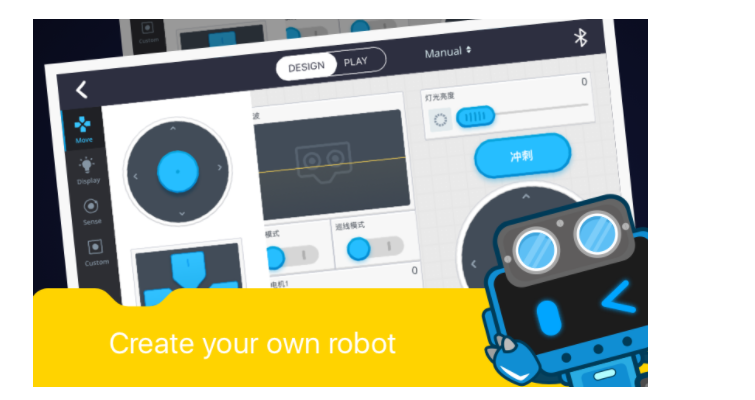 Custom
DESIGN
PLAY
Manual
Move
Display
Sense
Custom
波
灯光亮度
0
冲刺
模式
巡线模式
电机1
0
Create your own robot